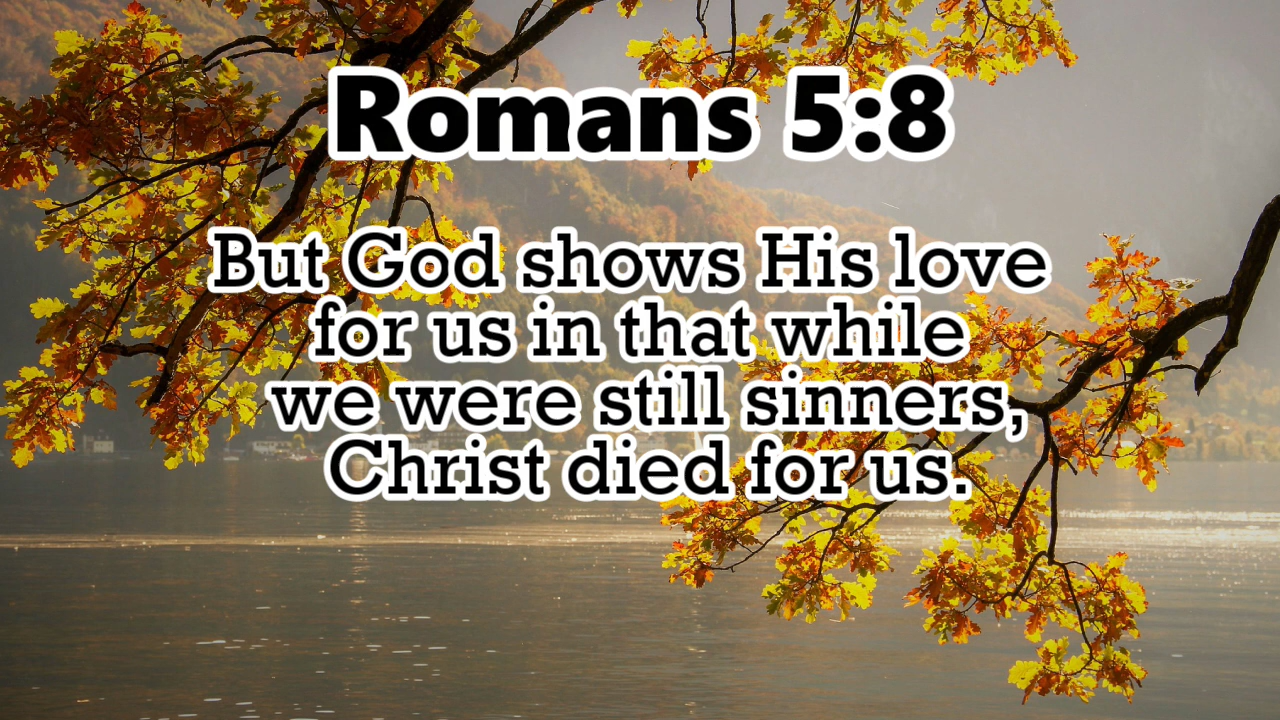 Romans 5:8
But God shows His love
for us in that while
we were still sinners,
Christ died for us.